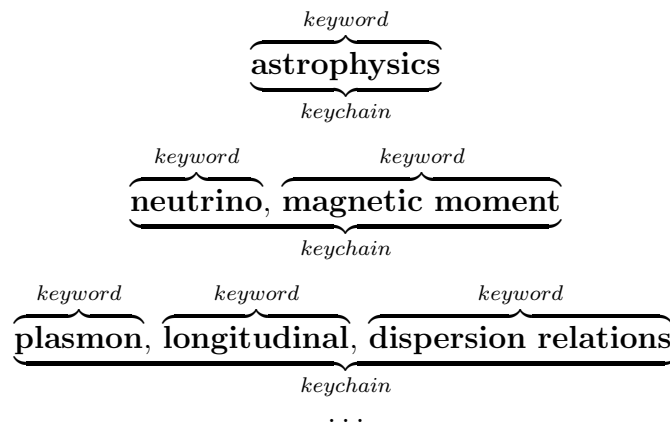 keyword
astrophysics
keychain
keyword keyword
neutrino, magnetic moment
keychain
keyword keyword keyword
plasmon, longitudinal, dispersion relations
keychain
...